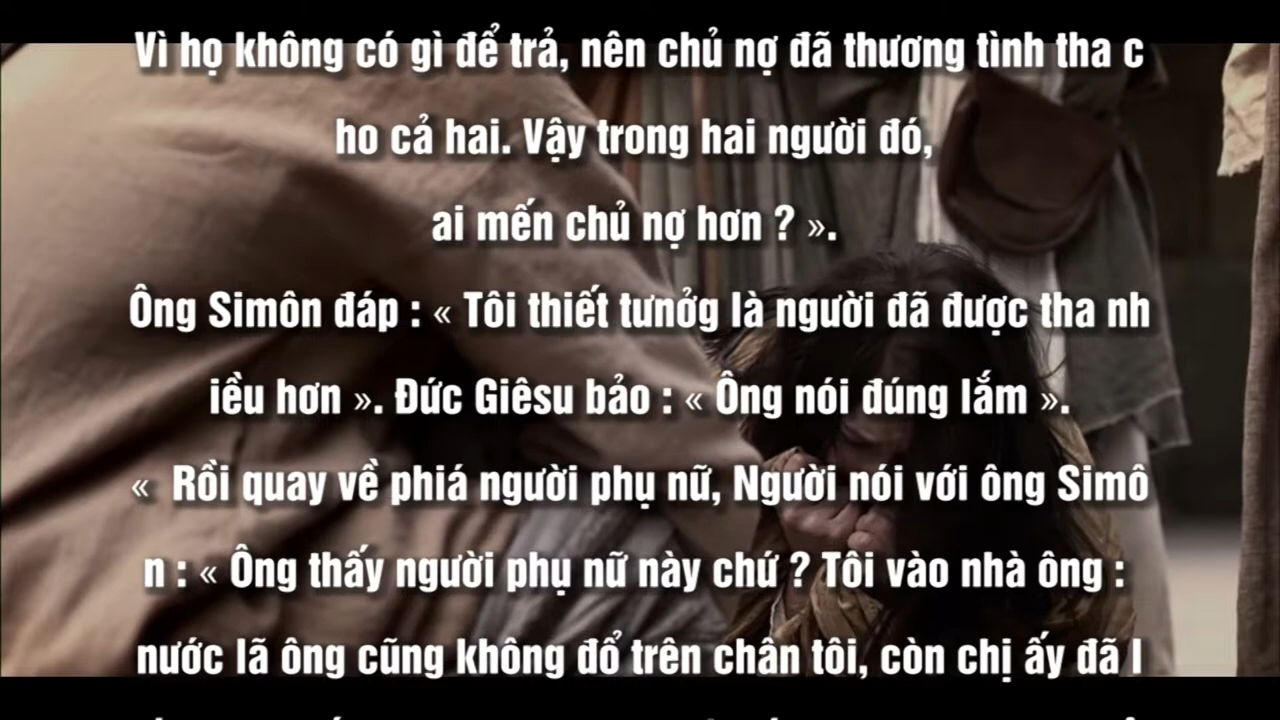 Vì họ không có gì để trả, nên chủ nợ đã thương tình tha c
ho cả hai. Vậy trong hai người đó,
ai mến chủ nợ hơn ? ».
Ông Simôn đáp : « Tôi thiết tưnởg là người đã được tha nh
iều hơn ». Đức Giêsu bảo : « Ông nói đúng lắm ».
« Rồi quay về phiá người phụ nữ, Người nói với ông Simô
n : « Ông thấy người phụ nữ này chứ ? Tôi vào nhà ông :
nước lã ông cũng không đổ trên chân tôi, còn chị ấy đã l